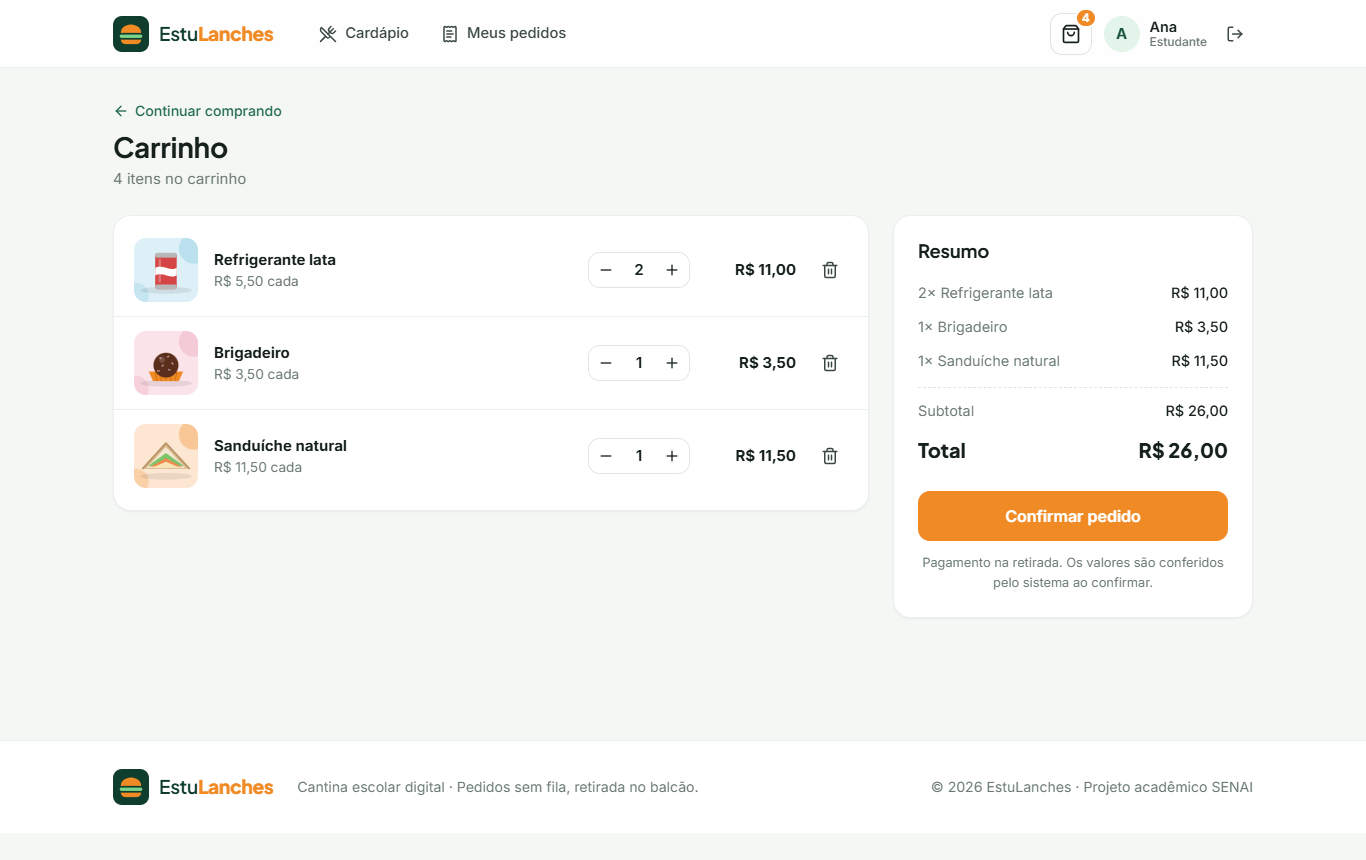 EstuLanches
Cardápio
Meus pedidos
4
A
Ana
Estudante
Continuar comprando
Carrinho
4 itens no carrinho
Refrigerante lata
R$ 5,50 cada
2
R$ 11,00
Brigadeiro
R$ 3,50 cada
1
R$ 3,50
Sanduíche natural
R$ 11,50 cada
1
R$ 11,50
Resumo
2× Refrigerante lata R$ 11,00
1× Brigadeiro R$ 3,50
1× Sanduíche natural R$ 11,50
Subtotal R$ 26,00
Total R$ 26,00
Confirmar pedido
Pagamento na retirada. Os valores são conferidos
pelo sistema ao confirmar.
EstuLanches
Cantina escolar digital · Pedidos sem fila, retirada no balcão.
© 2026 EstuLanches · Projeto acadêmico SENAI